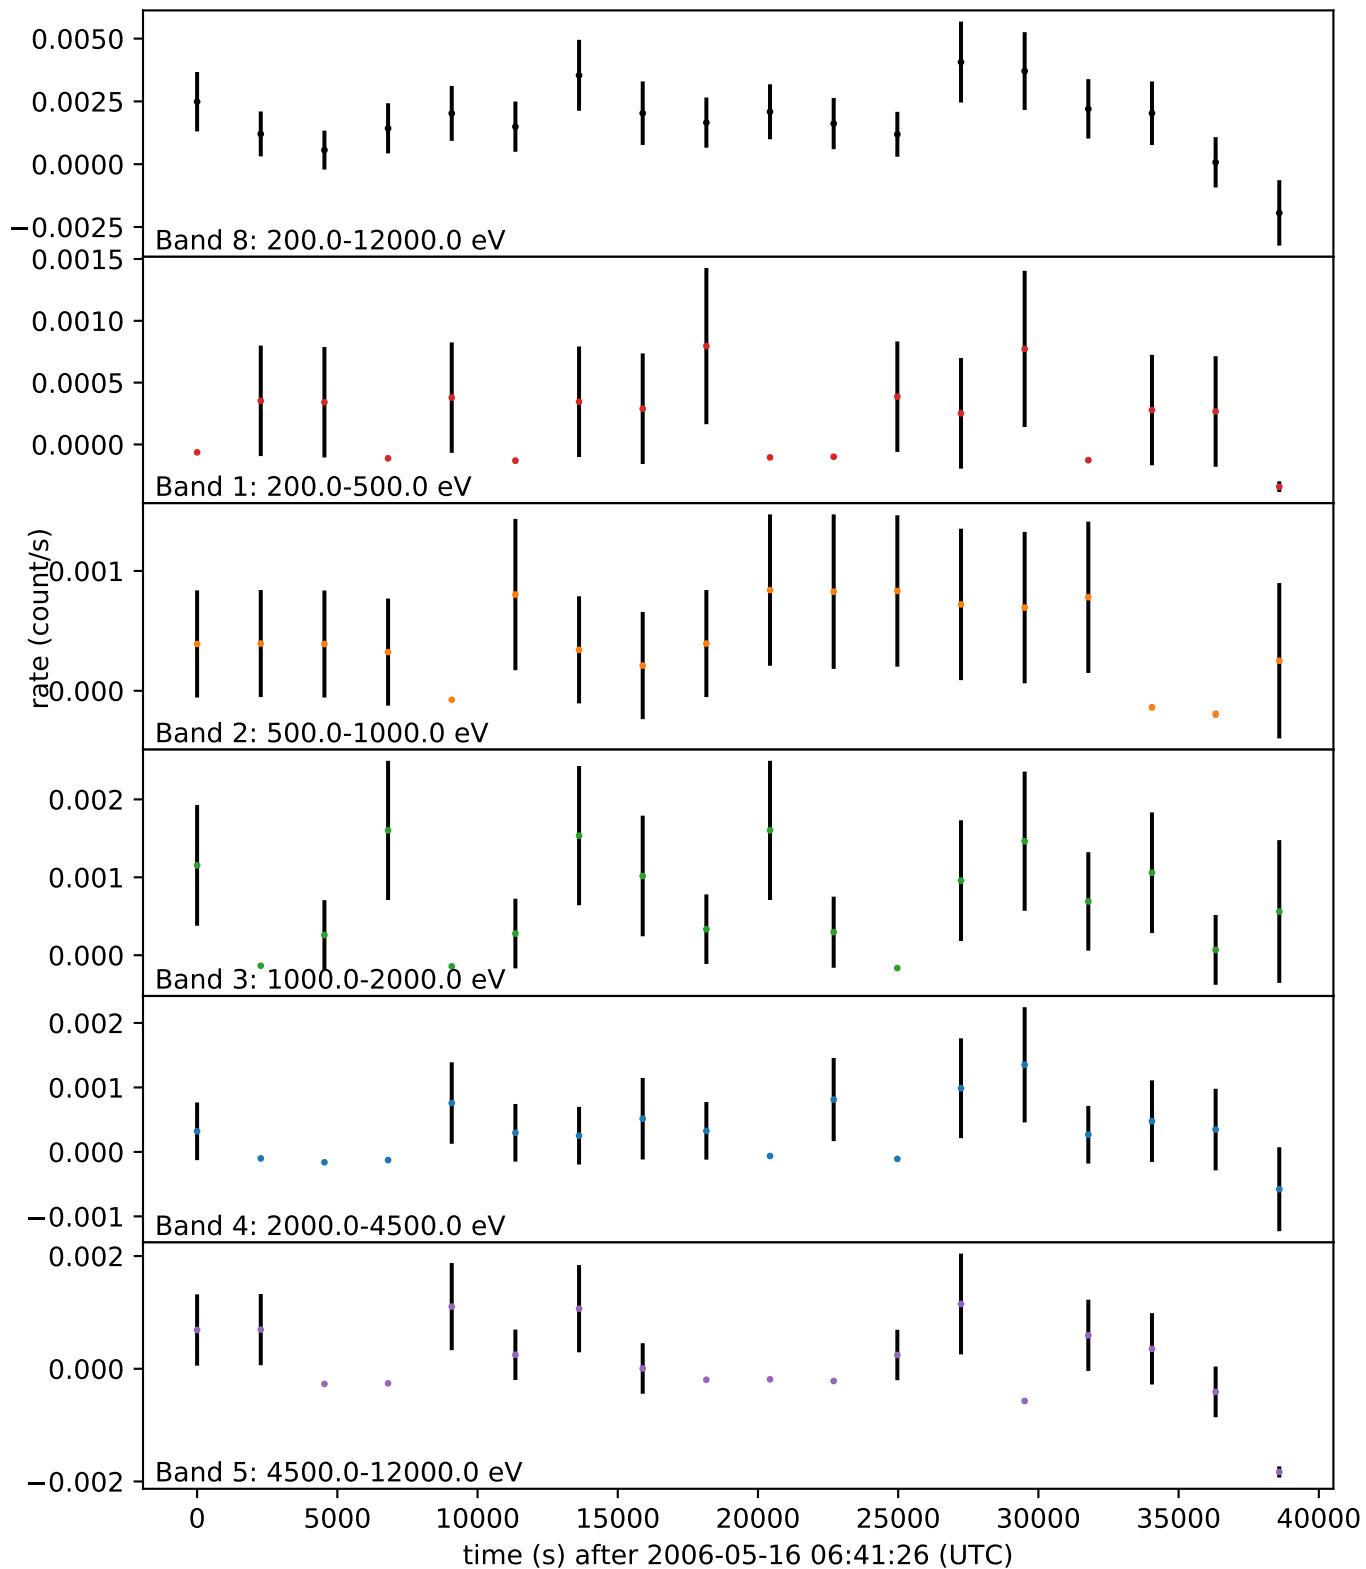 0.0050
0.0025
0.0000
−0.0025
Band 8: 200.0-12000.0 eV
0.0015
0.0010
0.0005
0.0000
Band 1: 200.0-500.0 eV
rate (count/s)
0.001
0.000
Band 2: 500.0-1000.0 eV
0.002
0.001
0.000
Band 3: 1000.0-2000.0 eV
0.002
0.001
0.000
−0.001
Band 4: 2000.0-4500.0 eV
0.002
0.000
−0.002
Band 5: 4500.0-12000.0 eV
0 5000 10000 15000 20000 25000 30000 35000 40000
time (s) after 2006-05-16 06:41:26 (UTC)